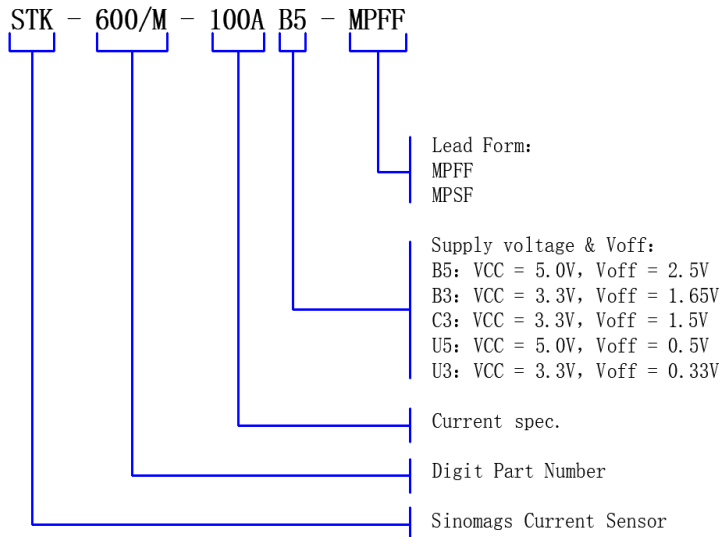 STK - 600/M - 100A B5 - MPFF
Lead Form:
MPFF
MPSF
Supply voltage & Voff:
B5: VCC = 5.0V, Voff = 2.5V
B3: VCC = 3.3V, Voff = 1.65V
C3: VCC = 3.3V, Voff = 1.5V
U5: VCC = 5.0V, Voff = 0.5V
U3: VCC = 3.3V, Voff = 0.33V
Current spec.
Digit Part Number
Sinomags Current Sensor